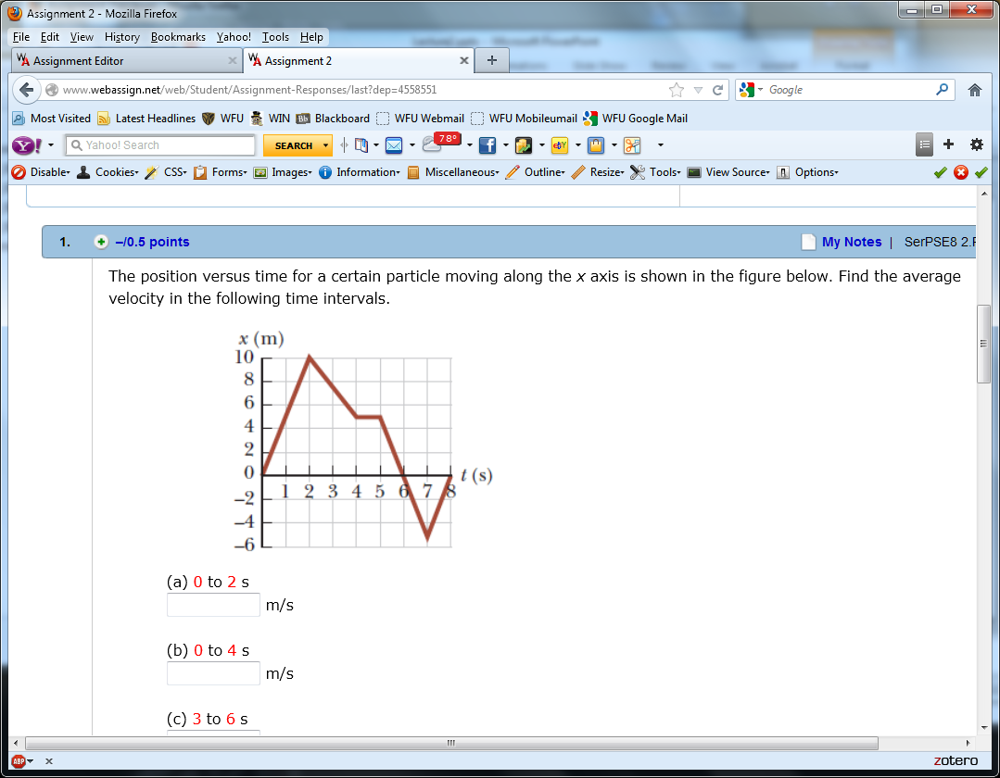 Assignment 2 - Mozilla Firefox
File Edit View History Bookmarks Yahoo! Tools Help
Assignment Editor × Assignment 2 × +
www.webassign.net/web/Student/Assignment-Responses/last?dep=4558551 Google
Most Visited Latest Headlines WFU WIN Bb Blackboard WFU Webmail WFU Mobileumail WFU Google Mail
Y! Yahoo! Search SEARCH 78° eBY
Disable Cookies CSS Forms Images Information Miscellaneous Outline Resize Tools View Source Options
1. –/0.5 points My Notes | SerPSE8 2.
The position versus time for a certain particle moving along the x axis is shown in the figure below. Find the average
velocity in the following time intervals.
x (m)
10
8
6
4
2
0
t (s)
1 2 3 4 5 6 7 8
–2
–4
–6
(a) 0 to 2 s
m/s
(b) 0 to 4 s
m/s
(c) 3 to 6 s
ABP × zotero